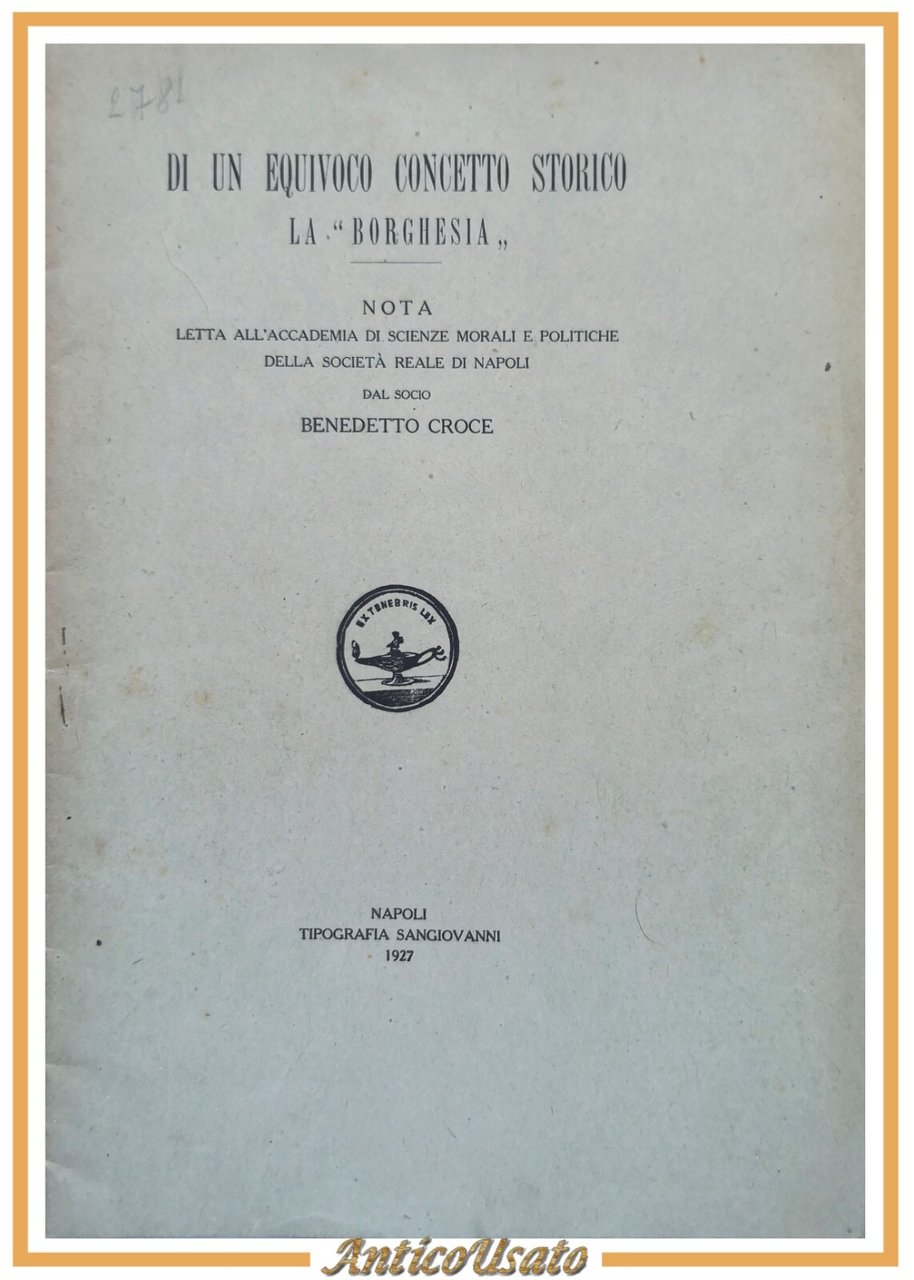 2781
DI UN EQUIVOCO CONCETTO STORICO
LA “BORGHESIA„
NOTA
LETTA ALL'ACCADEMIA DI SCIENZE MORALI E POLITICHE
DELLA SOCIETÀ REALE DI NAPOLI
DAL SOCIO
BENEDETTO CROCE
EX TENEBRIS LUX
NAPOLI
TIPOGRAFIA SANGIOVANNI
1927
AnticoUsato